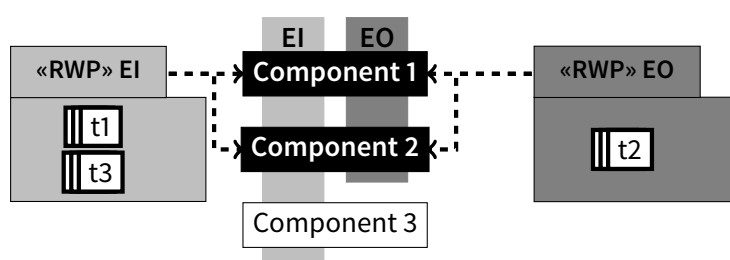 EI EO
«RWP» EI
Component 1
«RWP» EO
t1
t3
Component 2
t2
Component 3